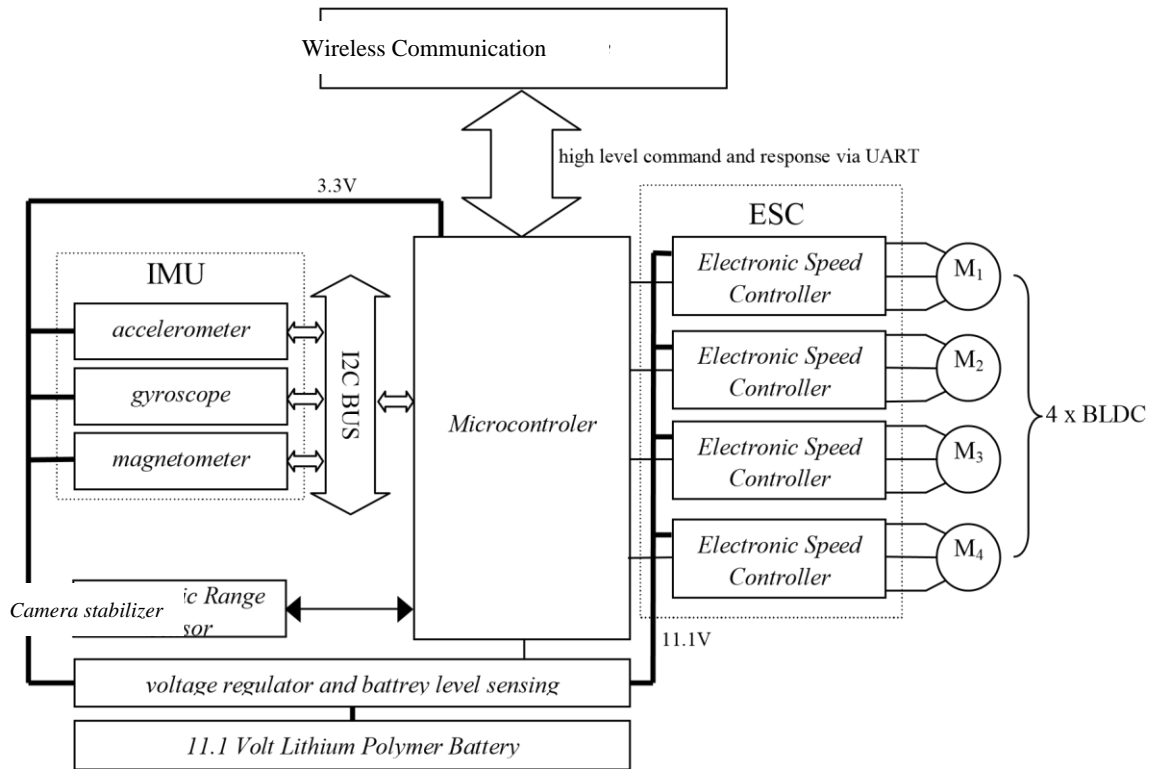 Wireless Communication
high level command and response via UART
3.3V
ESC
IMU
accelerometer
gyroscope
magnetometer
I2C BUS
Microcontroler
Electronic Speed
Controller
M1
Electronic Speed
Controller
M2
Electronic Speed
Controller
M3
Electronic Speed
Controller
M4
4 x BLDC
Camera stabilizer
Range
11.1V
voltage regulator and battrey level sensing
11.1 Volt Lithium Polymer Battery